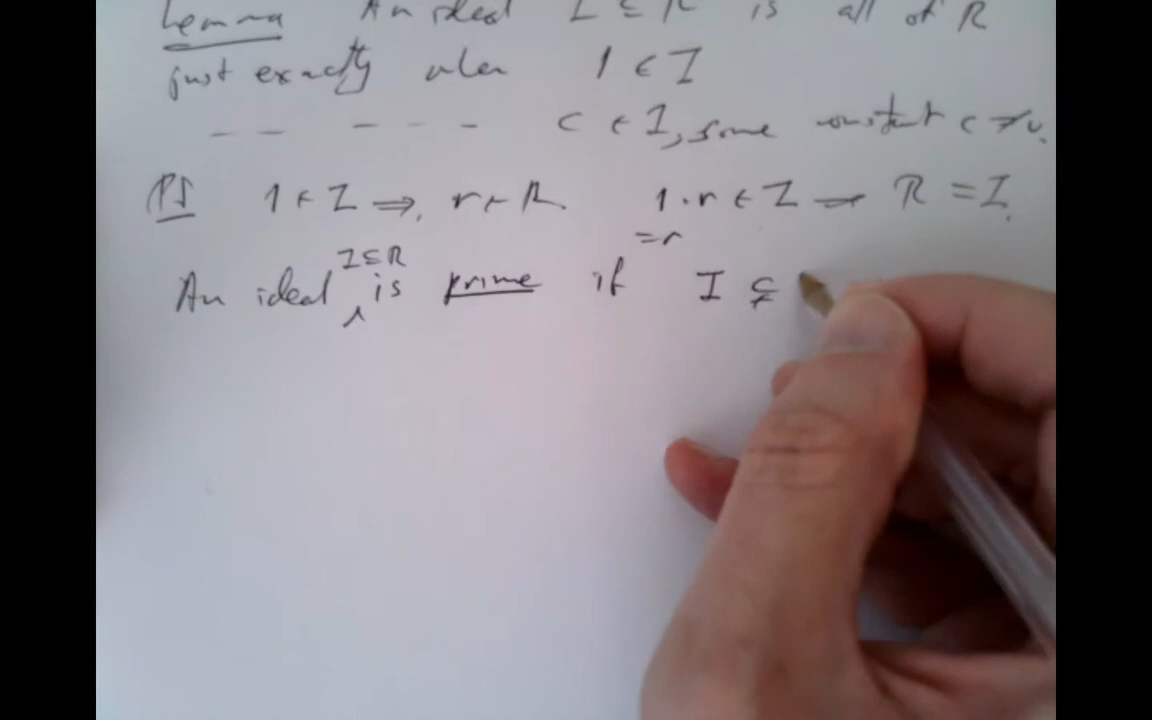 Lemma An ideal I ⊆ R is all of R
just exactly when 1 ∈ I
-- --- c ∈ I, some constant c ≠ 0.
Pf 1 ∈ I ⇒, r ∈ R. 1·r ∈ I → R = I.
=r
I⊆R
An ideal ^ is prime if I ⊊